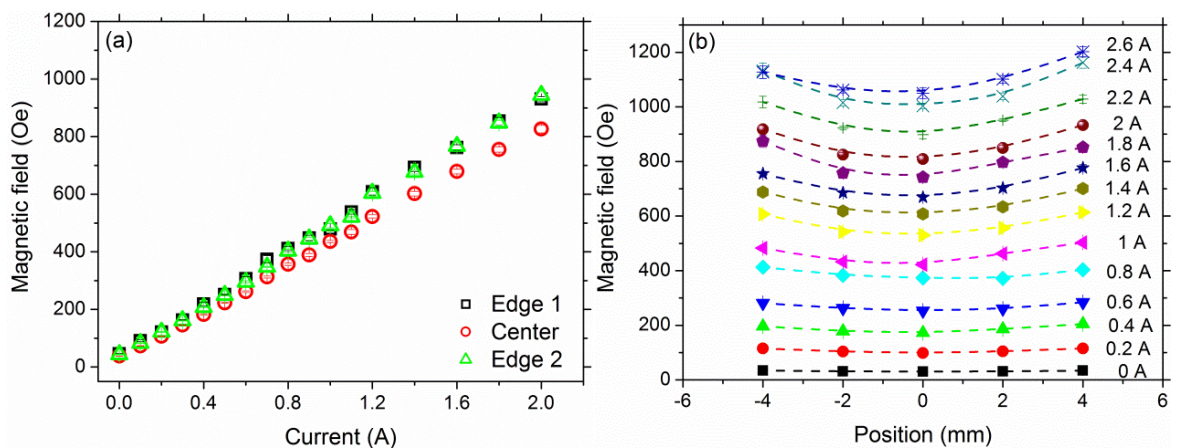 (a)
Magnetic field (Oe)
1200
1000
800
600
400
200
0
0.0 0.4 0.8 1.2 1.6 2.0
Current (A)
Edge 1
Center
Edge 2
(b)
Magnetic field (Oe)
1200
1000
800
600
400
200
0
-6 -4 -2 0 2 4 6
Position (mm)
2.6 A
2.4 A
2.2 A
2 A
1.8 A
1.6 A
1.4 A
1.2 A
1 A
0.8 A
0.6 A
0.4 A
0.2 A
0 A